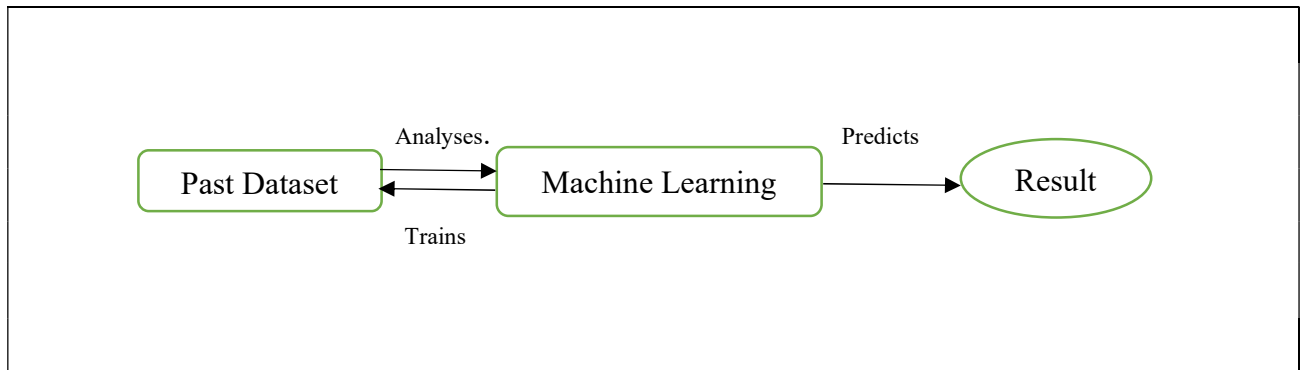 Analyses.
Predicts
Past Dataset
Machine Learning
Result
Trains